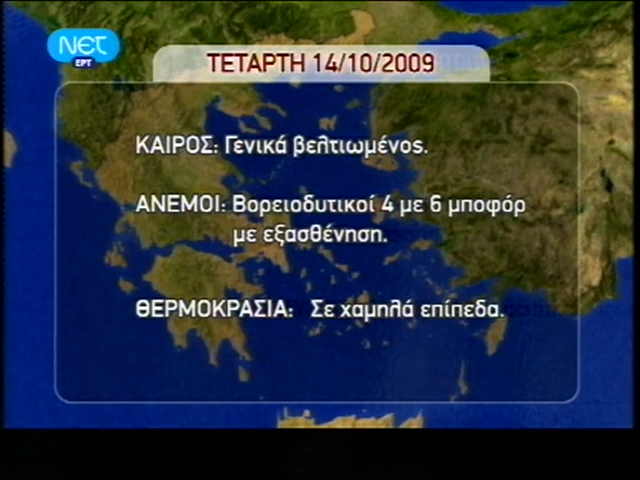 NET
ΕΡΤ
ΤΕΤΑΡΤΗ 14/10/2009
ΚΑΙΡΟΣ: Γενικά βελτιωμένος.
ΑΝΕΜΟΙ: Βορειοδυτικοί 4 με 6 μποφόρ
με εξασθένηση.
ΘΕΡΜΟΚΡΑΣΙΑ: Σε χαμηλά επίπεδα.